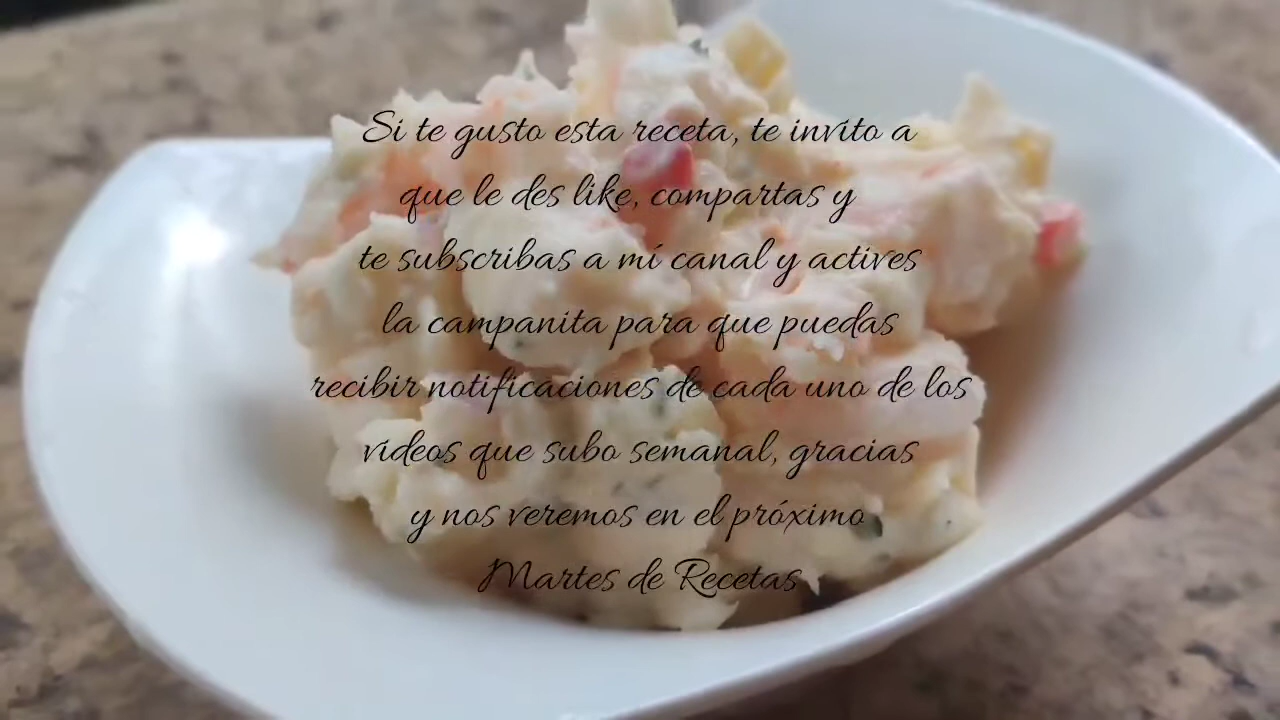 Si te gusto esta receta, te invito a
que le des like, compartas y
te subscribas a mi canal y actives
la campanita para que puedas
recibir notificaciones de cada uno de los
videos que subo semanal, gracias
y nos veremos en el próximo
Martes de Recetas